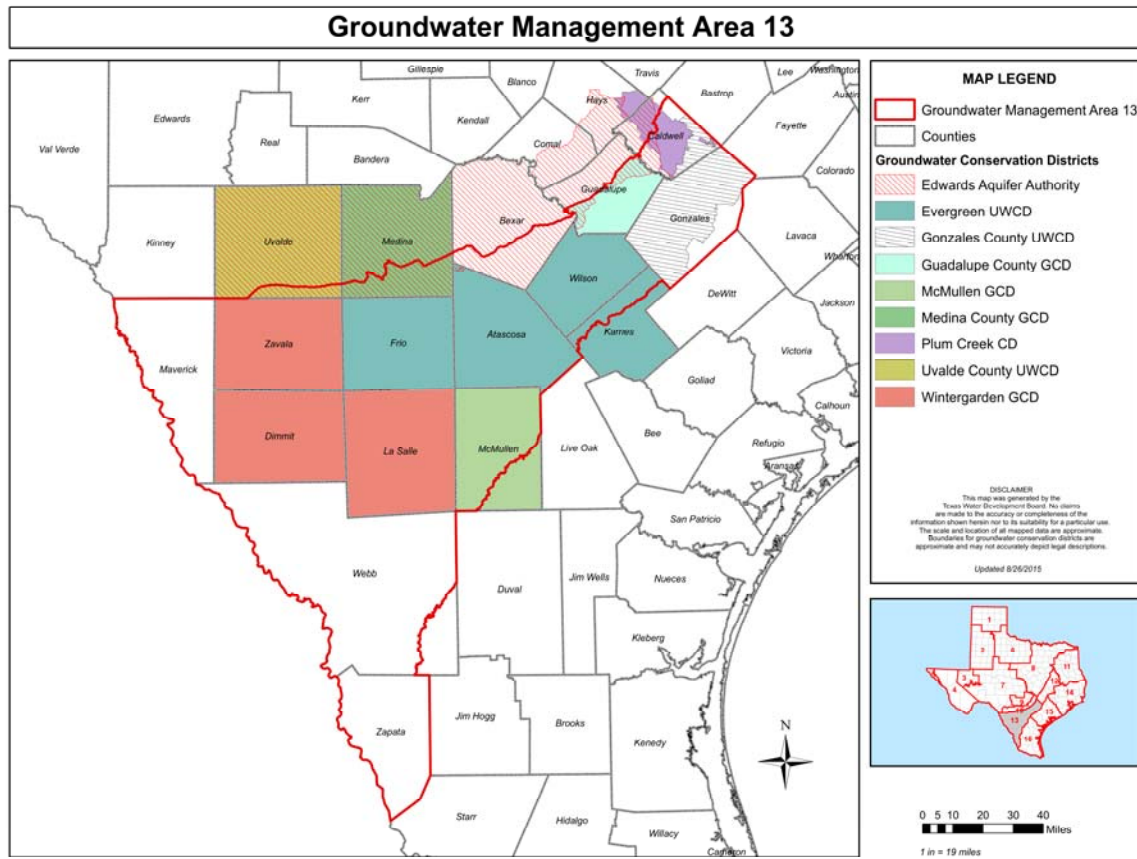 Groundwater Management Area 13
Gillespie
Blanco
Travis
Lee
Washington
Kerr
Hays
Bastrop
Austin
Edwards
Kendall
Fayette
Val Verde
Real
Comal
Caldwell
Bandera
Colorado
Guadalupe
Kinney
Uvalde
Medina
Bexar
Gonzales
Lavaca
Wharton
Wilson
DeWitt
Jackson
Maverick
Zavala
Frio
Atascosa
Karnes
Victoria
Goliad
Calhoun
Dimmit
La Salle
McMullen
Live Oak
Bee
Refugio
Aransas
San Patricio
Webb
Duval
Jim Wells
Nueces
Kleberg
Zapata
Jim Hogg
Brooks
Kenedy
N
Starr
Hidalgo
Willacy
Cameron
MAP LEGEND
Groundwater Management Area 13
Counties
Groundwater Conservation Districts
Edwards Aquifer Authority
Evergreen UWCD
Gonzales County UWCD
Guadalupe County GCD
McMullen GCD
Medina County GCD
Plum Creek CD
Uvalde County UWCD
Wintergarden GCD
DISCLAIMER
This map was generated by the
Texas Water Development Board. No claims
are made to the accuracy or completeness of the
information shown herein nor to its suitability for a particular use.
The scale and location of all mapped data are approximate.
Boundaries for groundwater conservation districts are
approximate and may not accurately depict legal descriptions.
Updated 8/26/2015
1
3
4
7
11
13
14
15
16
0 5 10 20 30 40
Miles
1 in = 19 miles